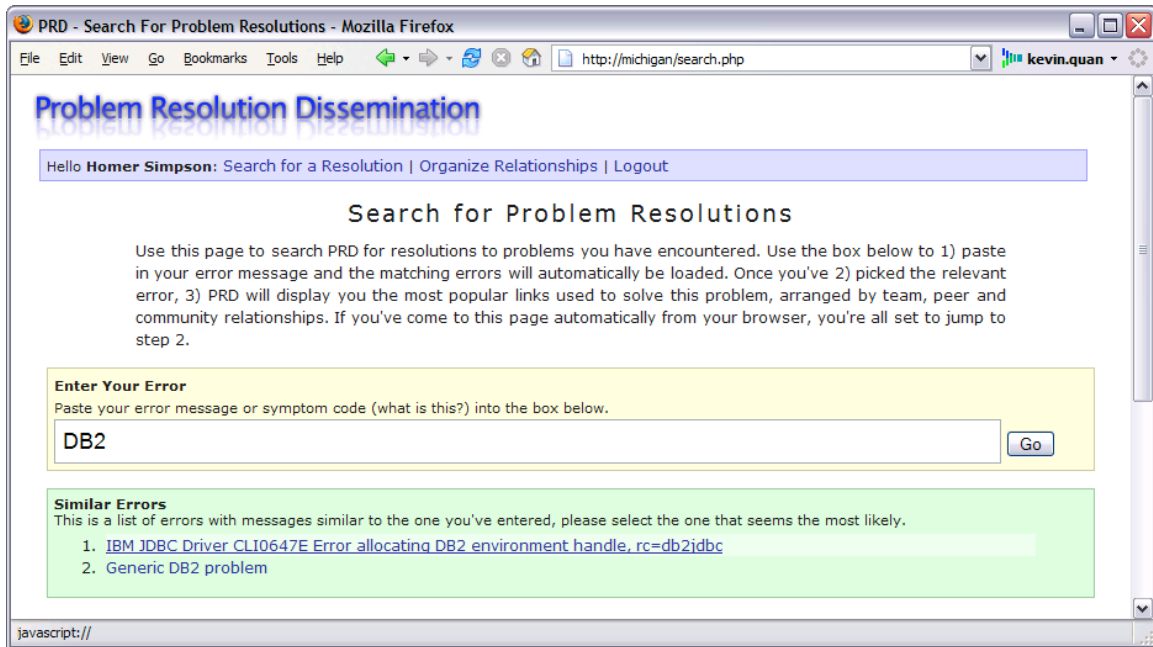 PRD - Search For Problem Resolutions - Mozilla Firefox
File Edit View Go Bookmarks Tools Help http://michigan/search.php kevin.quan
Problem Resolution Dissemination
Hello Homer Simpson: Search for a Resolution | Organize Relationships | Logout
Search for Problem Resolutions
Use this page to search PRD for resolutions to problems you have encountered. Use the box below to 1) paste
in your error message and the matching errors will automatically be loaded. Once you've 2) picked the relevant
error, 3) PRD will display you the most popular links used to solve this problem, arranged by team, peer and
community relationships. If you've come to this page automatically from your browser, you're all set to jump to
step 2.
Enter Your Error
Paste your error message or symptom code (what is this?) into the box below.
DB2 Go
Similar Errors
This is a list of errors with messages similar to the one you've entered, please select the one that seems the most likely.
1. IBM JDBC Driver CLI0647E Error allocating DB2 environment handle, rc=db2jdbc
2. Generic DB2 problem
javascript://